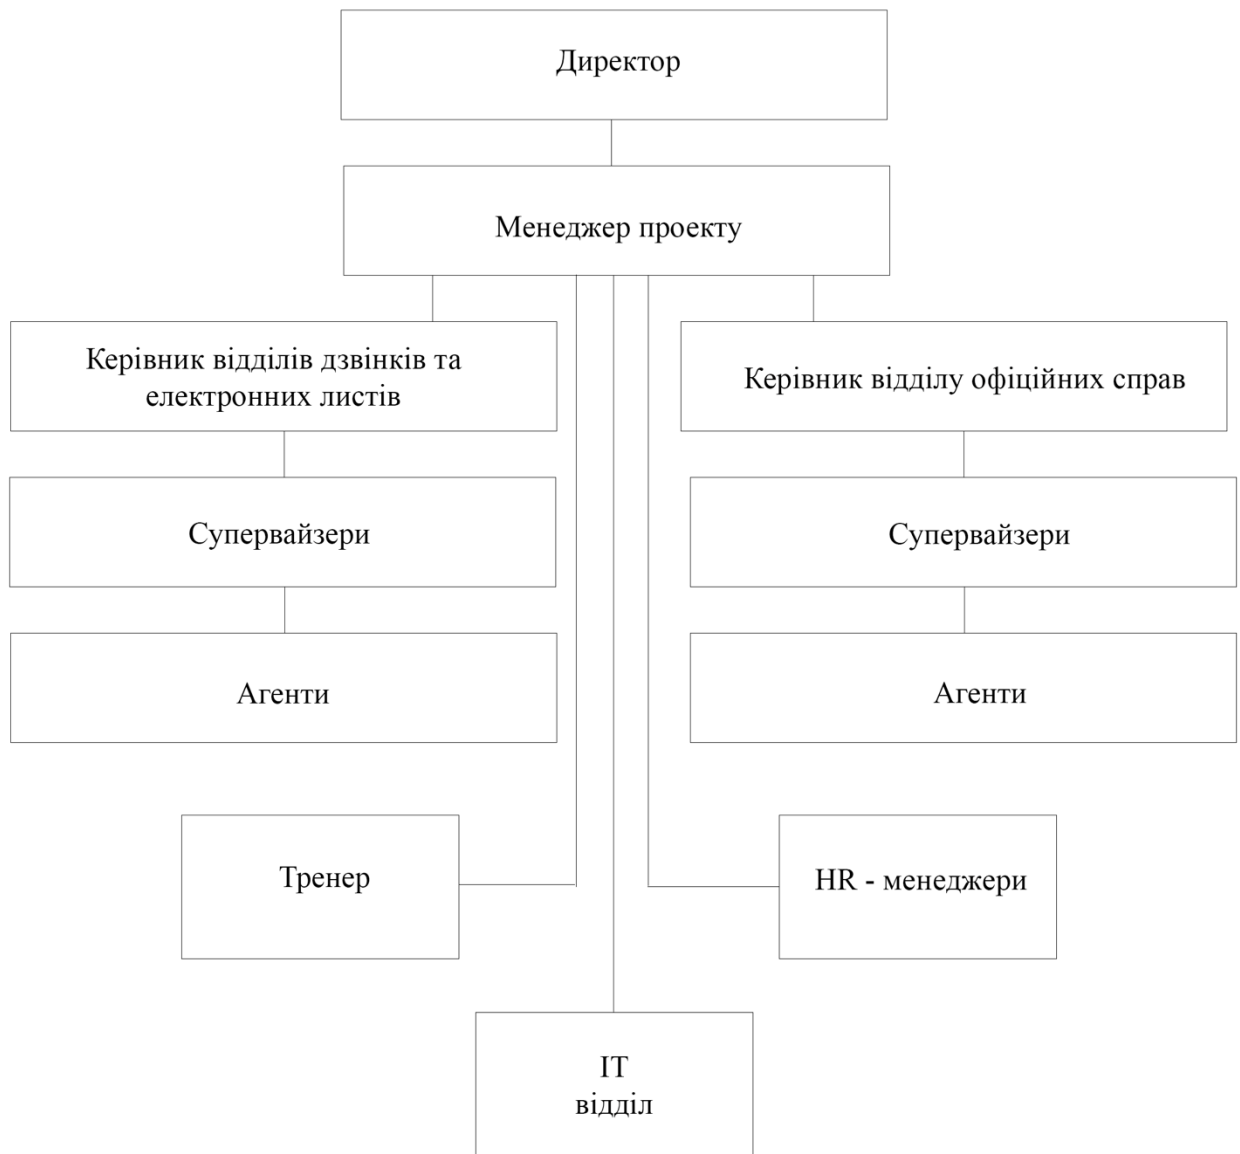 Директор
Менеджер проекту
Керівник відділів дзвінків та
електронних листів
Керівник відділу офіційних справ
Супервайзери
Супервайзери
Агенти
Агенти
Тренер
HR - менеджери
ІТ
відділ